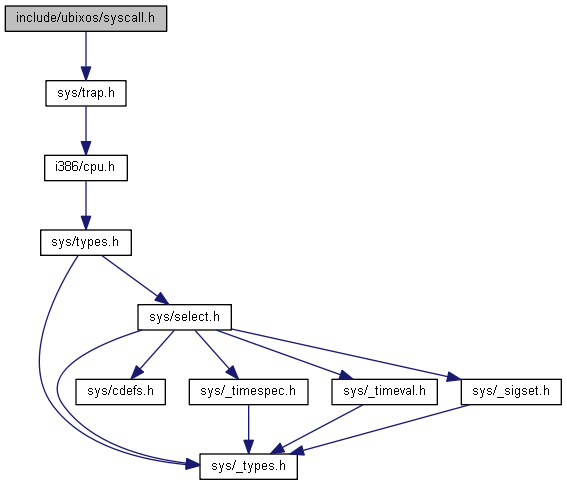 include/ubixos/syscall.h
sys/trap.h
i386/cpu.h
sys/types.h
sys/select.h
sys/cdefs.h
sys/_timespec.h
sys/_timeval.h
sys/_sigset.h
sys/_types.h